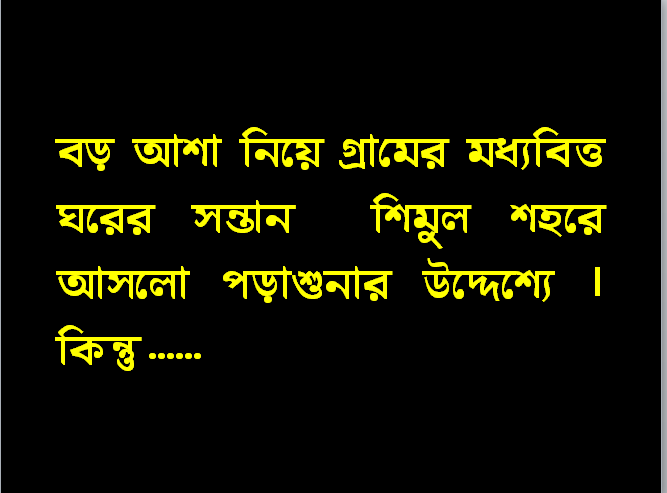 বড় আশা নিয়ে গ্রামের মধ্যবিত্ত
ঘরের সন্তান শিমুল শহরে
আসলো পড়াশুনার উদ্দেশ্যে ।
কিন্তু ......